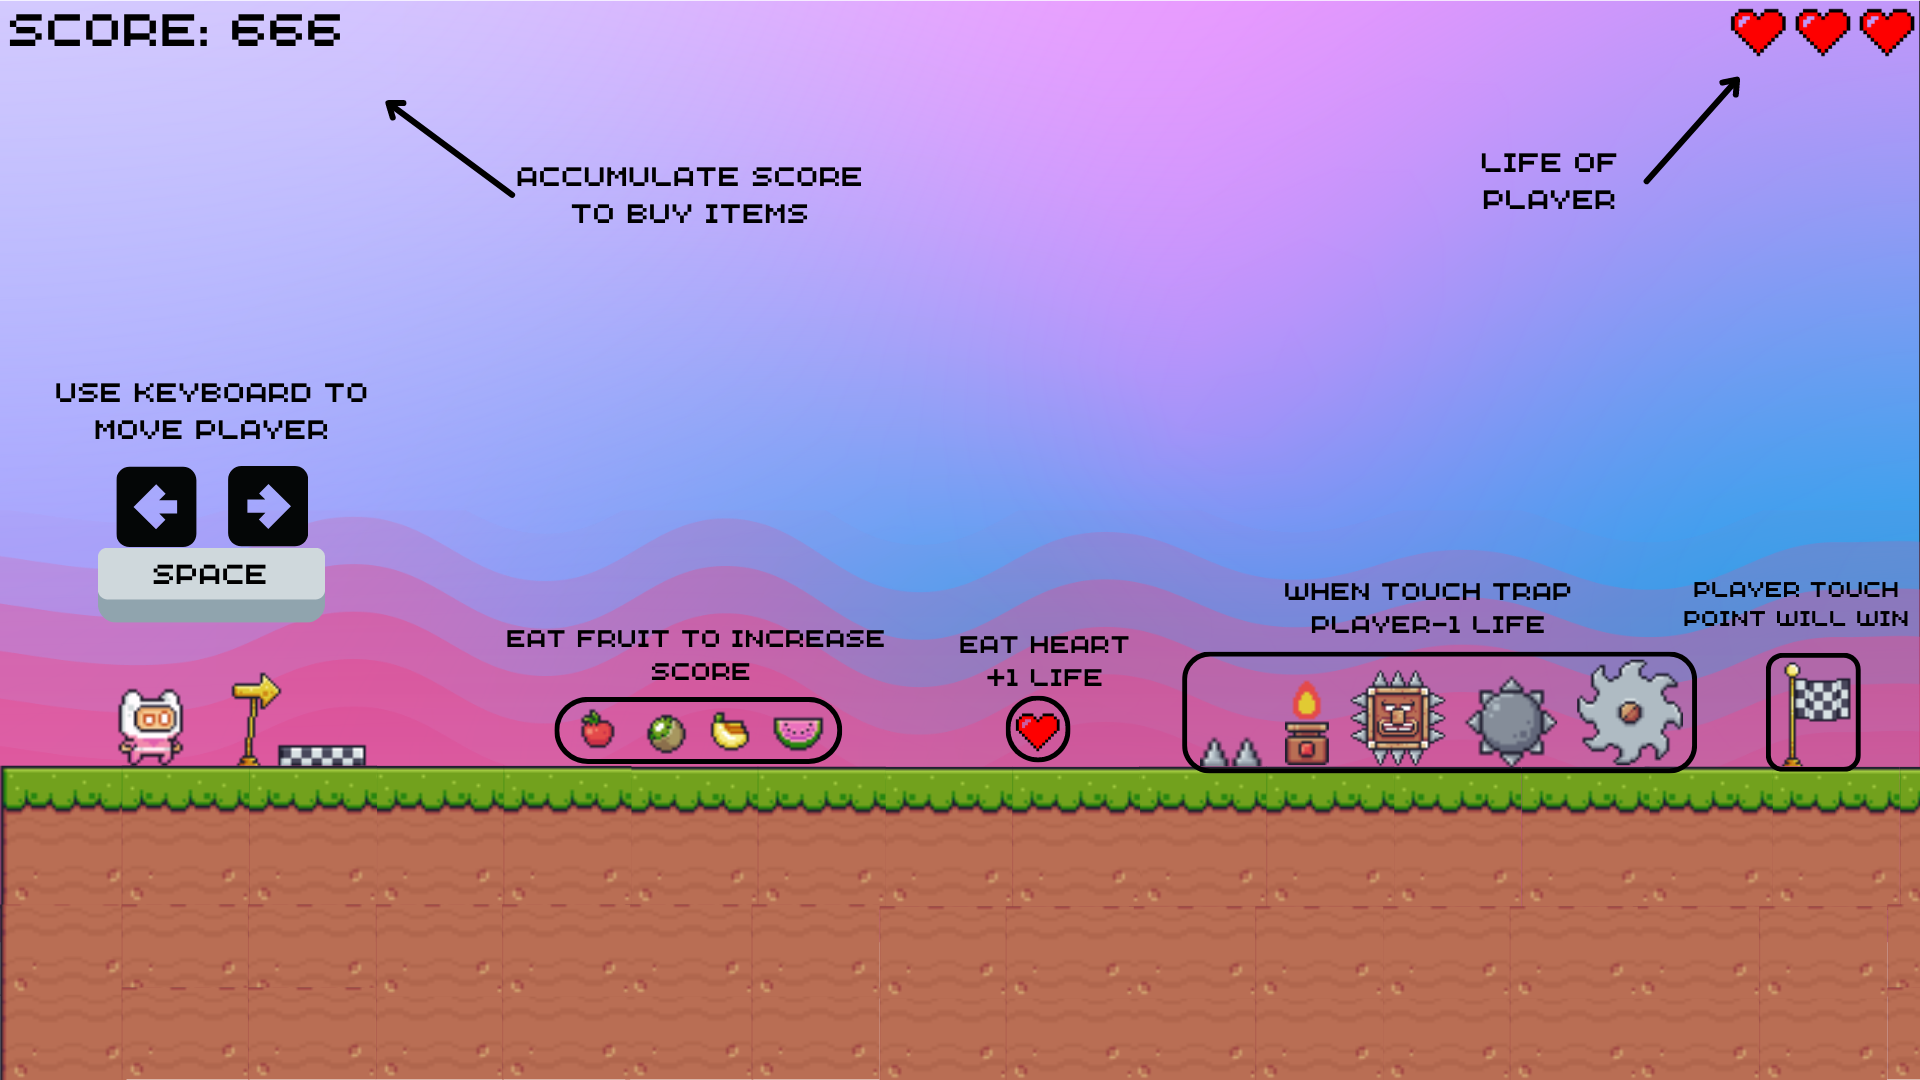 SCORE: 666
ACCUMULATE SCORE
TO BUY ITEMS
LIFE OF
PLAYER
USE KEYBOARD TO
MOVE PLAYER
SPACE
EAT FRUIT TO INCREASE
SCORE
EAT HEART
+1 LIFE
WHEN TOUCH TRAP
PLAYER-1 LIFE
PLAYER TOUCH
POINT WILL WIN